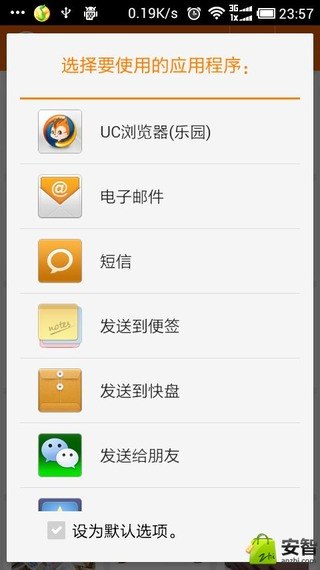 0.19K/s 3G 1x 23:57
选择要使用的应用程序：
UC浏览器(乐园)
电子邮件
短信
notes
发送到便签
发送到快盘
发送给朋友
设为默认选项。
安智
anzhi.com